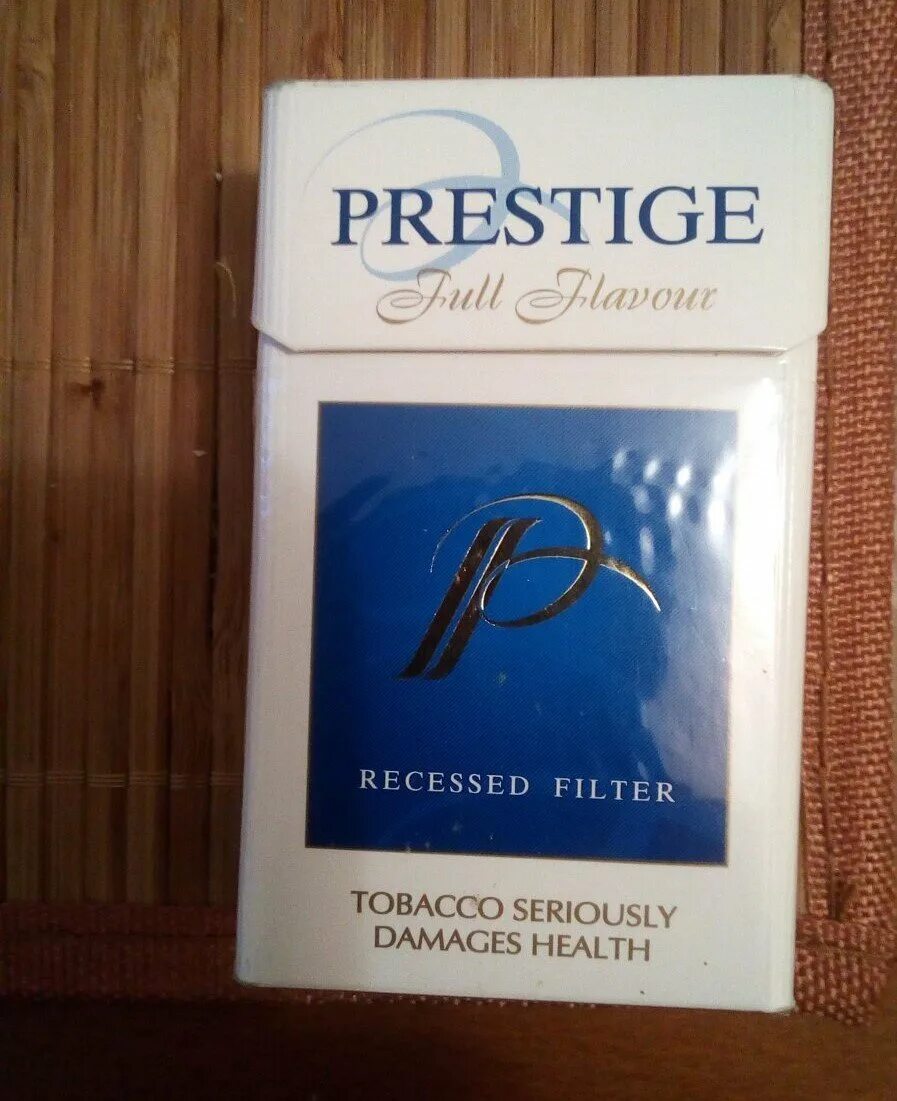 PRESTIGE
Full Flavour
RECESSED FILTER
TOBACCO SERIOUSLY
DAMAGES HEALTH